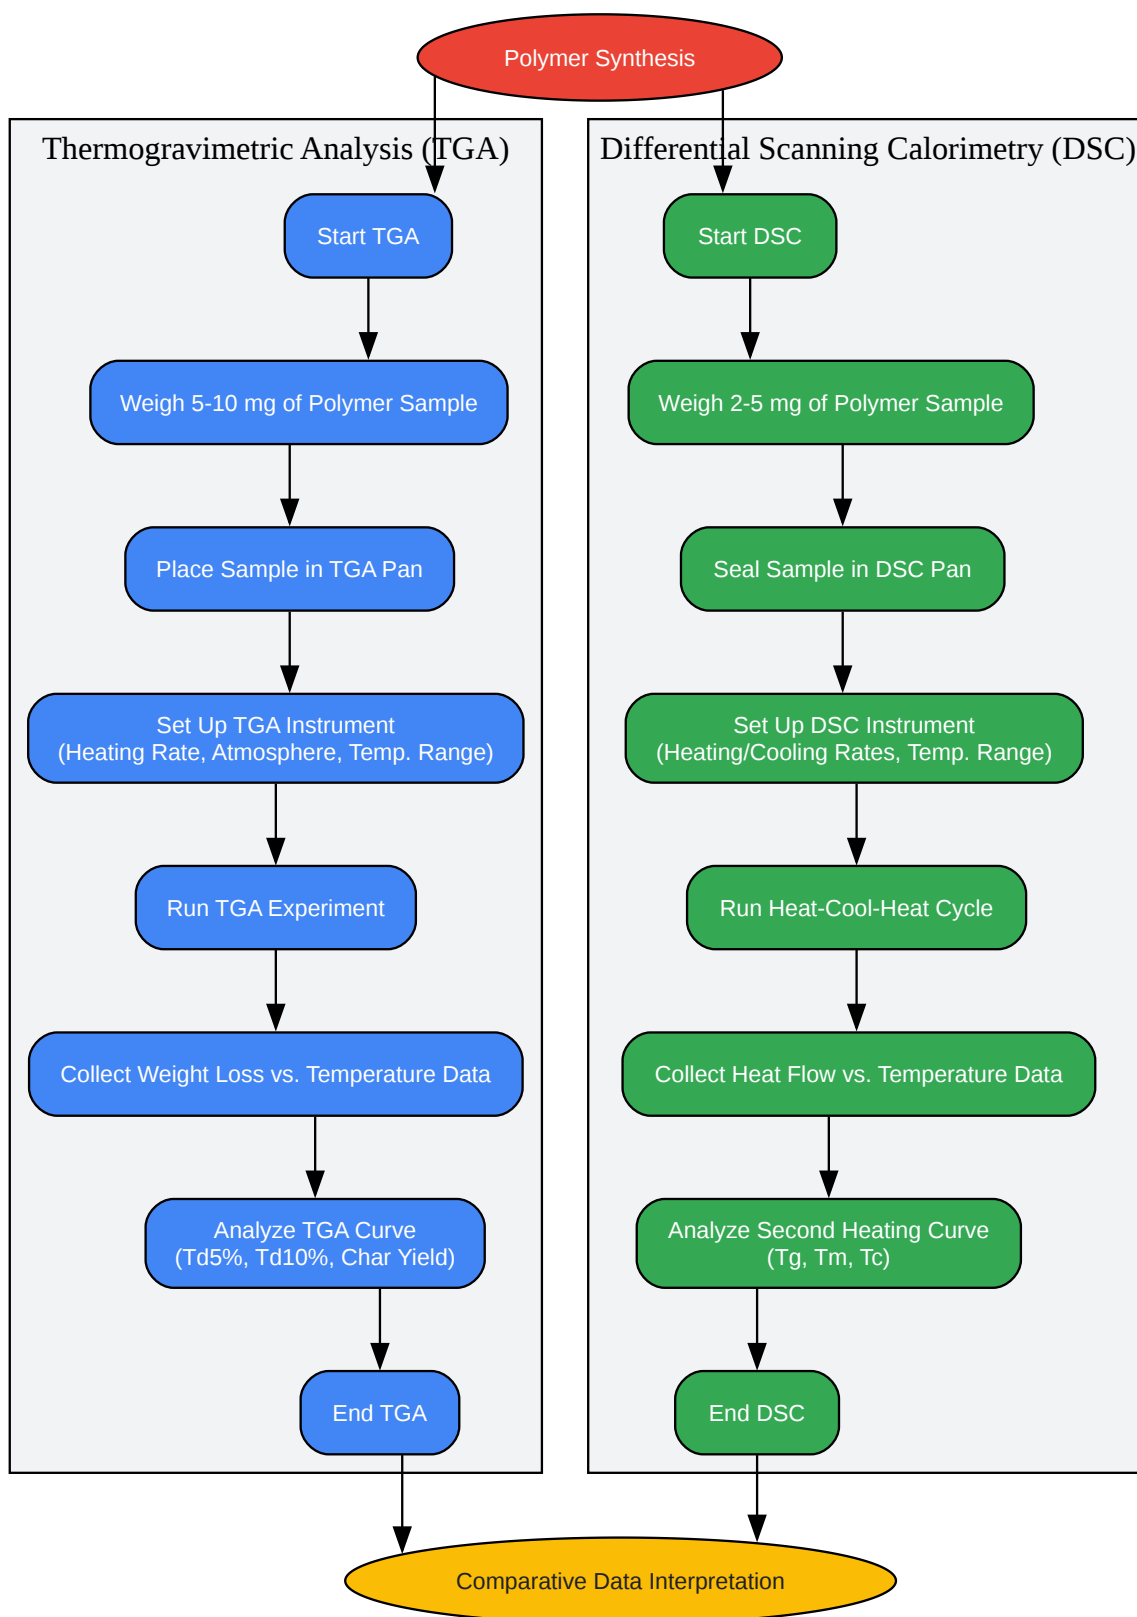 Polymer Synthesis
Thermogravimetric Analysis (TGA)
Start TGA
Weigh 5-10 mg of Polymer Sample
Place Sample in TGA Pan
Set Up TGA Instrument
(Heating Rate, Atmosphere, Temp. Range)
Run TGA Experiment
Collect Weight Loss vs. Temperature Data
Analyze TGA Curve
(Td5%, Td10%, Char Yield)
End TGA
Differential Scanning Calorimetry (DSC)
Start DSC
Weigh 2-5 mg of Polymer Sample
Seal Sample in DSC Pan
Set Up DSC Instrument
(Heating/Cooling Rates, Temp. Range)
Run Heat-Cool-Heat Cycle
Collect Heat Flow vs. Temperature Data
Analyze Second Heating Curve
(Tg, Tm, Tc)
End DSC
Comparative Data Interpretation